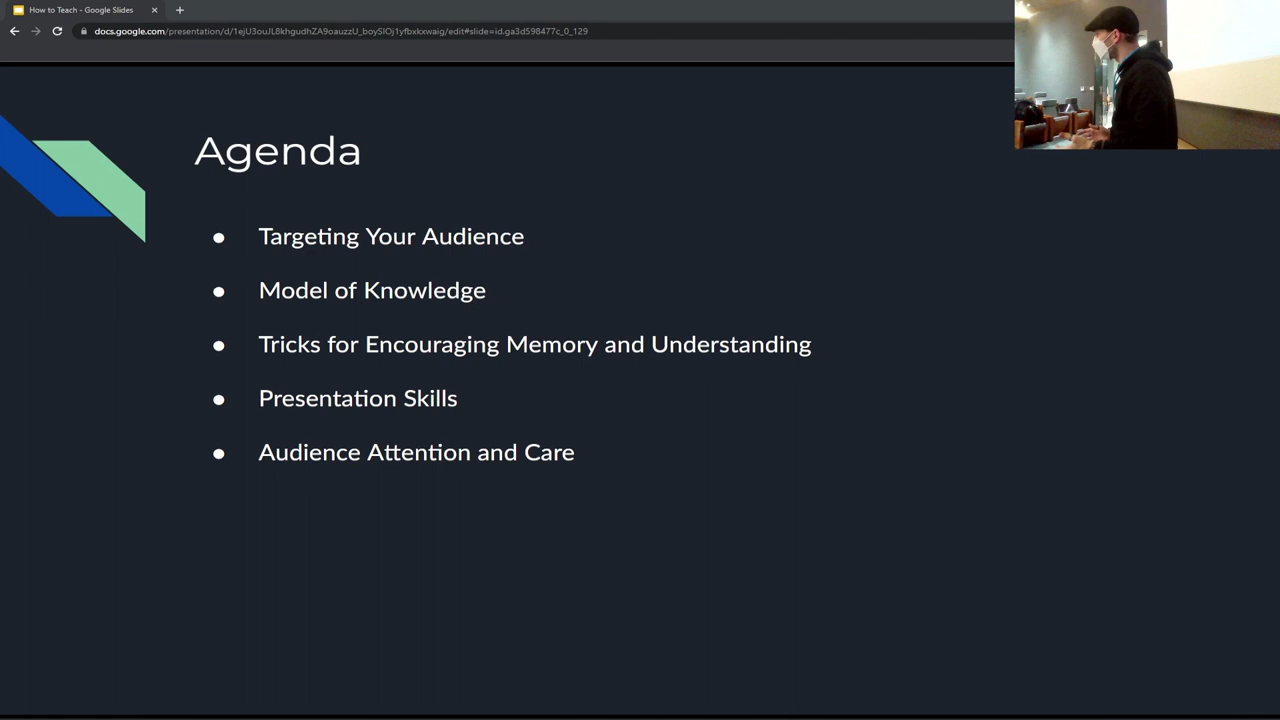 How to Teach - Google Slides
docs.google.com/presentation/d/1ejU3ouJL8khgudhZA9oauzzU_boySIOj1yfbxkxwaig/edit#slide=id.ga3d598477c_0_129
Agenda
● Targeting Your Audience
● Model of Knowledge
● Tricks for Encouraging Memory and Understanding
● Presentation Skills
● Audience Attention and Care